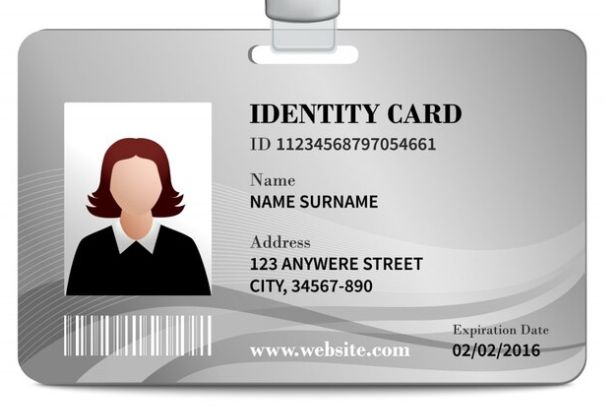 IDENTITY CARD
ID 11234568797054661
Name
NAME SURNAME
Address
123 ANYWERE STREET
CITY, 34567-890
Expiration Date
www.website.com
02/02/2016